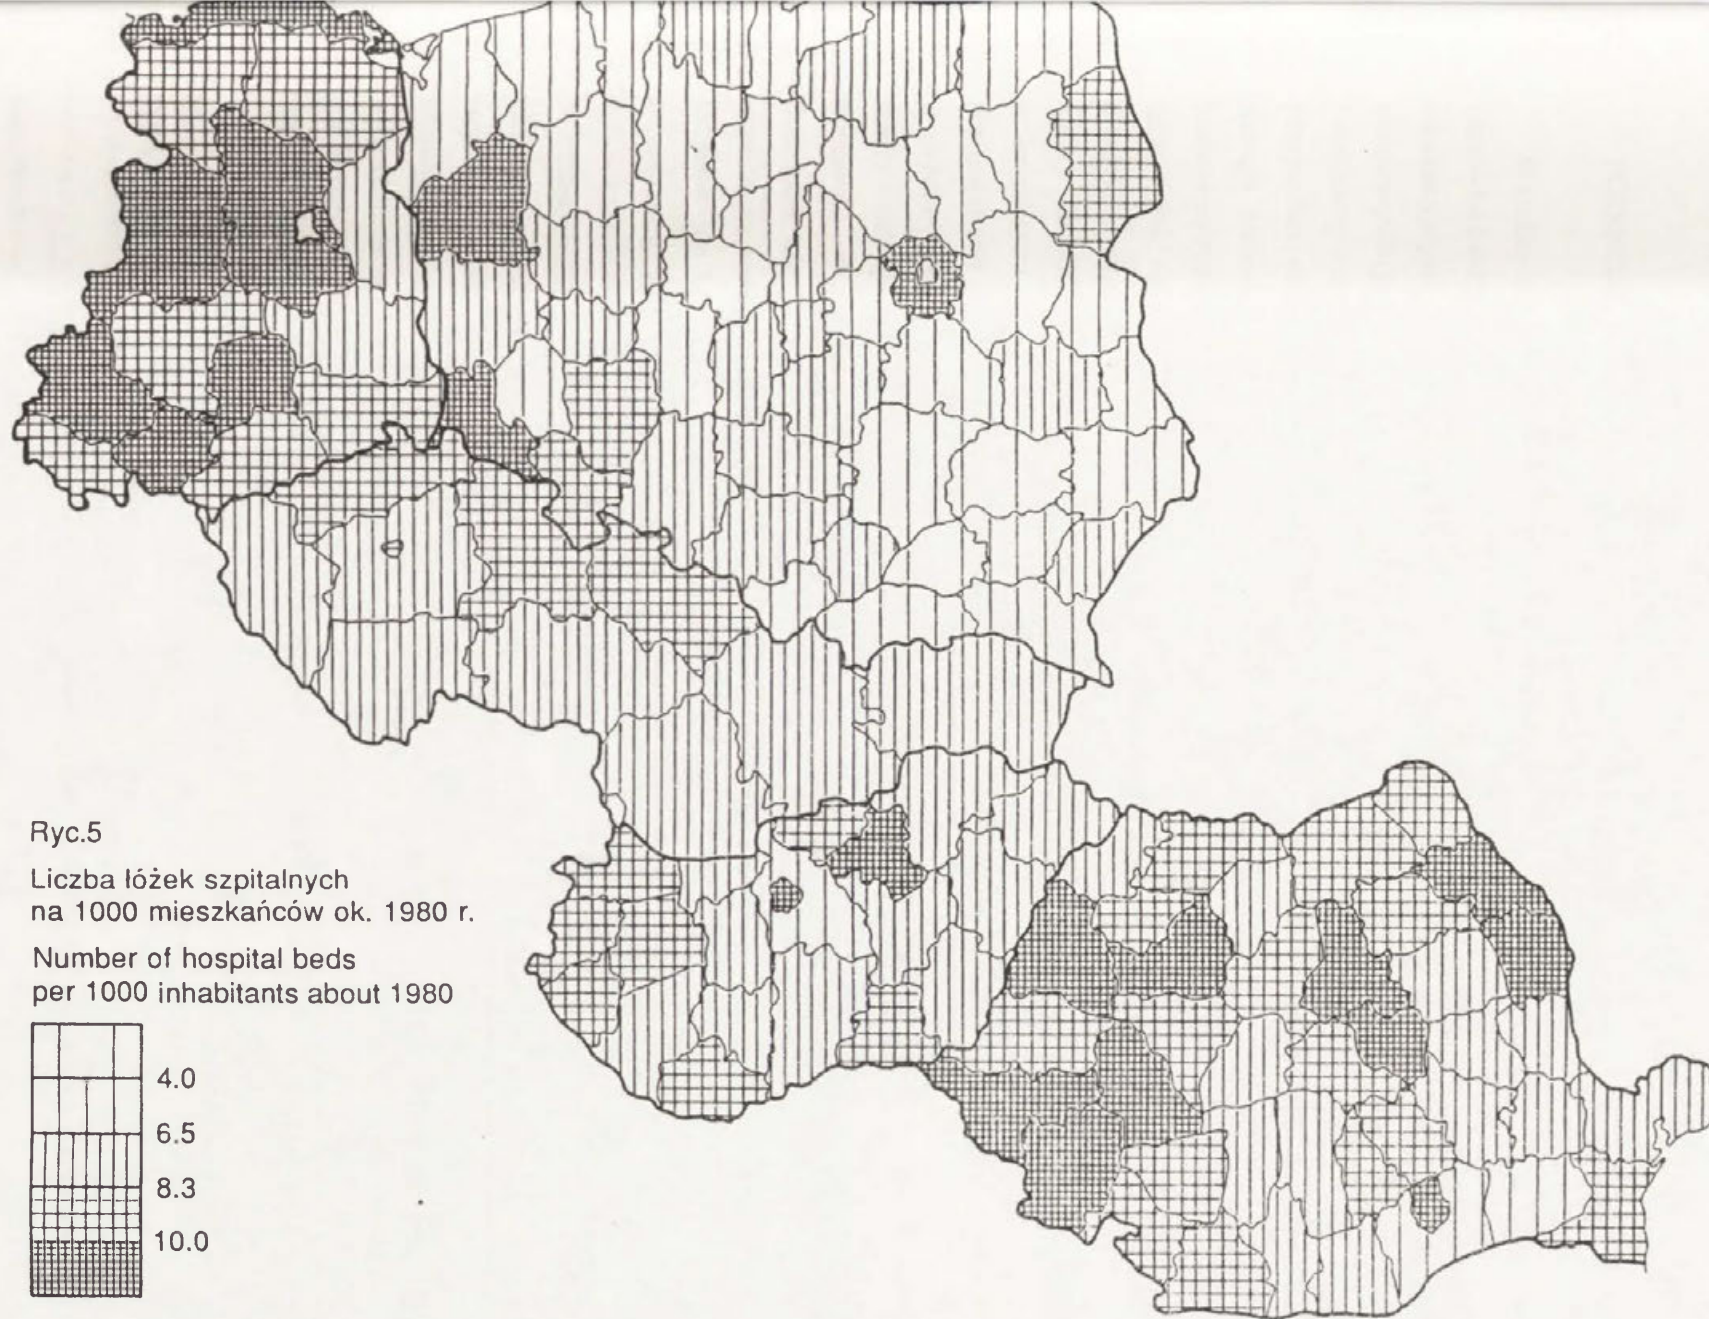 Ryc.5
Liczba łóżek szpitalnych
na 1000 mieszkańców ok. 1980 r.
Number of hospital beds
per 1000 inhabitants about 1980
4.0
6.5
8.3
10.0